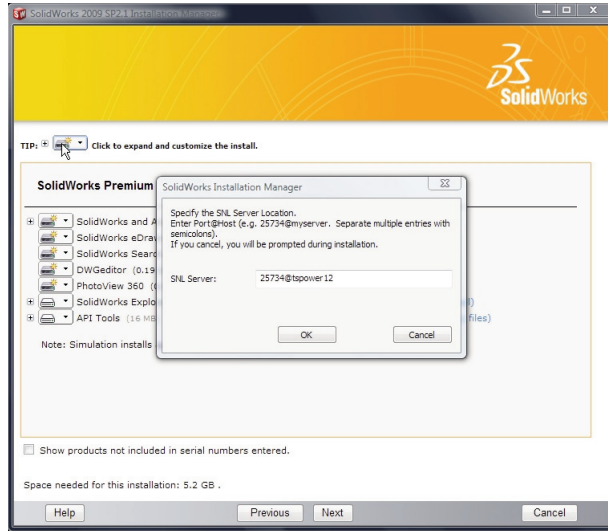 SolidWorks 2009 SP2.1 Installation Manager
SolidWorks
TIP: Click to expand and customize the install.
SolidWorks Premium
SolidWorks Installation Manager
Specify the SNL Server Location.
Enter Port@Host (e.g. 25734@myserver. Separate multiple entries with
semicolons).
If you cancel, you will be prompted during installation.
SNL Server: 25734@tspower12
OK Cancel
SolidWorks and
SolidWorks
SolidWorks
DWGeditor (0.19
PhotoView 360
SolidWorks
API Tools (16 MB files)
Note: Simulation installs
Show products not included in serial numbers entered.
Space needed for this installation: 5.2 GB .
Help Previous Next Cancel